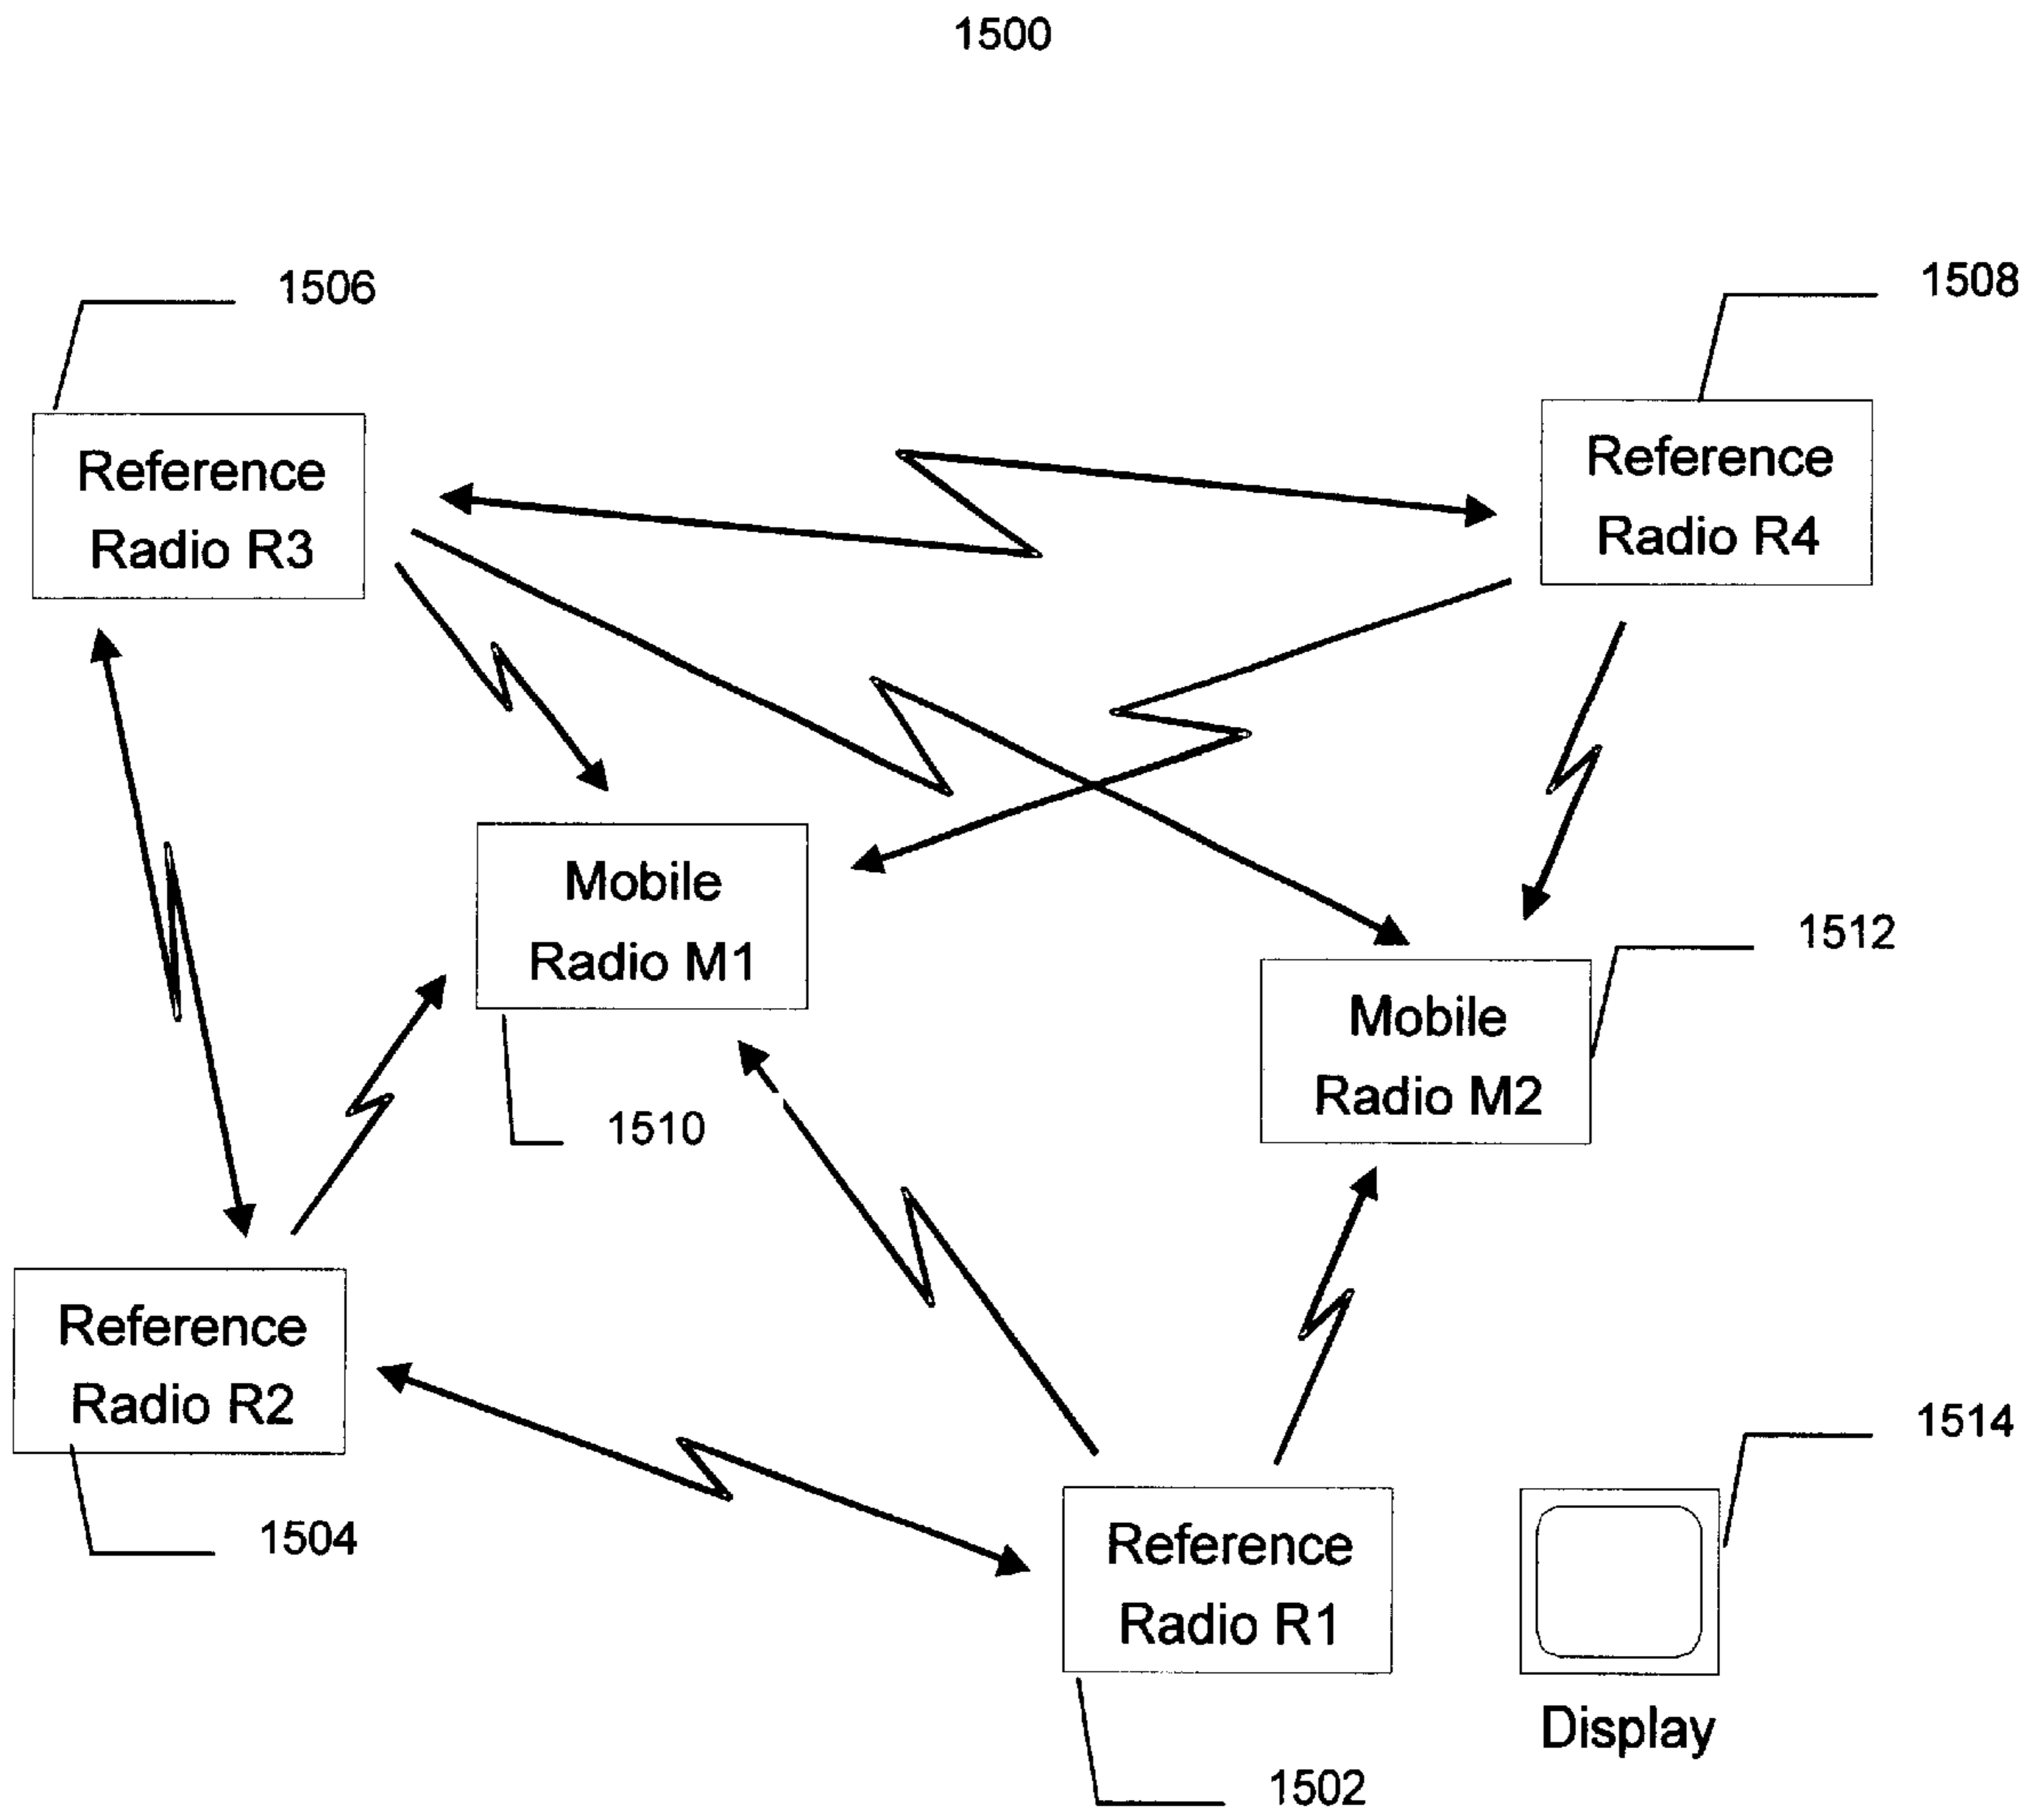 1500
1506
1508
Reference
Radio R3
Reference
Radio R4
Mobile
Radio M1
1512
Mobile
Radio M2
1510
Reference
Radio R2
1514
1504
Reference
Radio R1
Display
1502